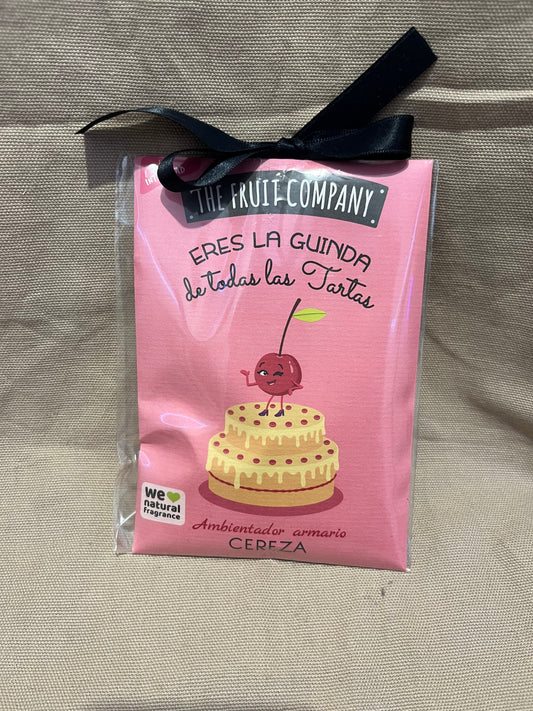 THE FRUIT COMPANY
ERES LA GUINDA
de todas las Tartas
We
natural
fragrance
Ambientador armario
CEREZA